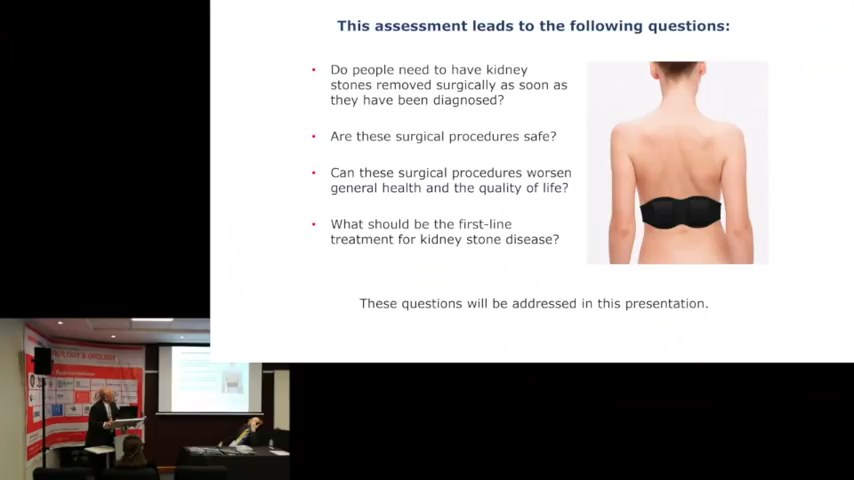 This assessment leads to the following questions:
• Do people need to have kidney
stones removed surgically as soon as
they have been diagnosed?
• Are these surgical procedures safe?
• Can these surgical procedures worsen
general health and the quality of life?
• What should be the first-line
treatment for kidney stone disease?
These questions will be addressed in this presentation.
OLOGY & UROLOGY